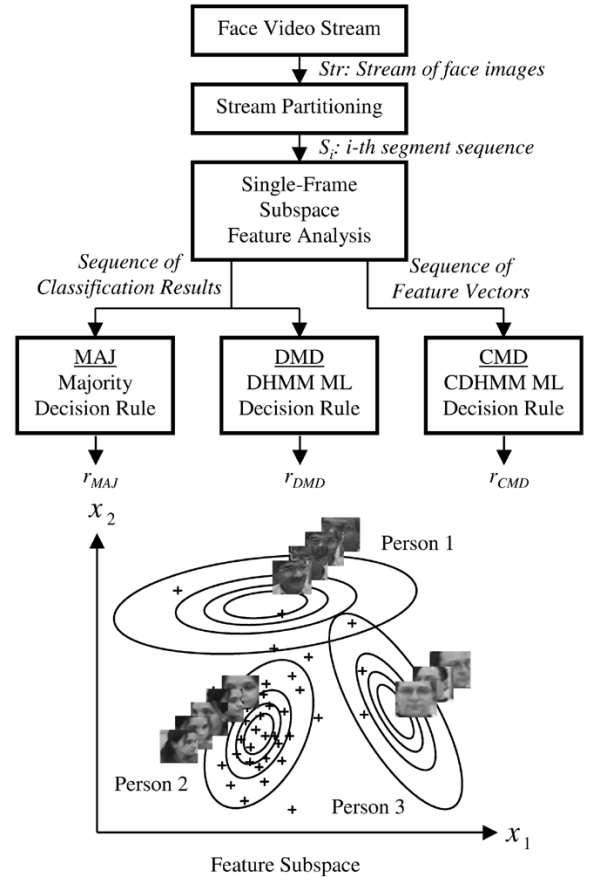 Face Video Stream
Str: Stream of face images
Stream Partitioning
Si: i-th segment sequence
Single-Frame
Subspace
Feature Analysis
Sequence of
Classification Results
Sequence of
Feature Vectors
MAJ
Majority
Decision Rule
DMD
DHMM ML
Decision Rule
CMD
CDHMM ML
Decision Rule
rMAJ
rDMD
rCMD
x2
Person 1
Person 2
Person 3
x1
Feature Subspace